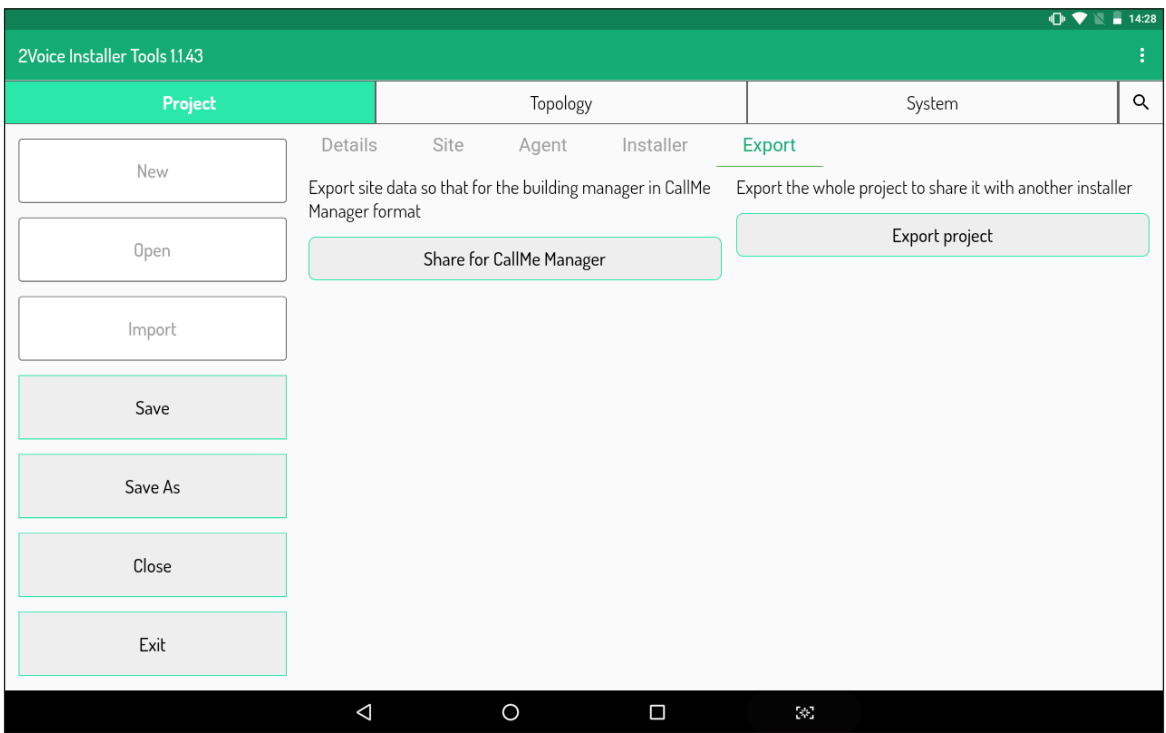 14:28
2Voice Installer Tools 1.1.43
Project
Topology
System
New
Open
Import
Save
Save As
Close
Exit
Details
Site
Agent
Installer
Export
Export site data so that for the building manager in CallMe
Manager format
Share for CallMe Manager
Export the whole project to share it with another installer
Export project